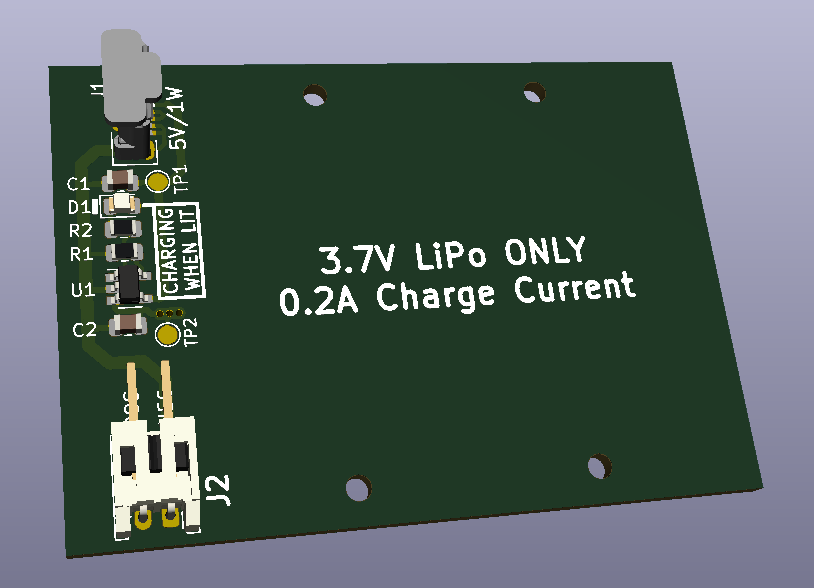 J1
5V/1W
C1
TP1
D1
R2
CHARGING
WHEN LIT
R1
3.7V LiPo ONLY
0.2A Charge Current
U1
C2
TP2
J2